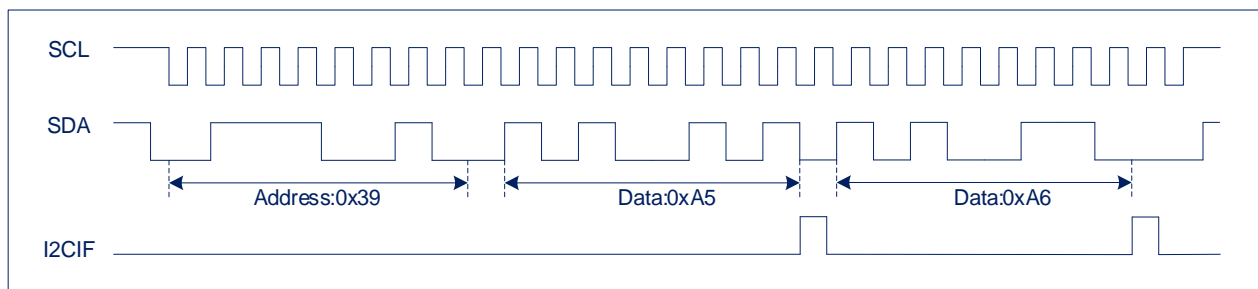 SCL
SDA
Address:0x39 Data:0xA5 Data:0xA6
I2CIF